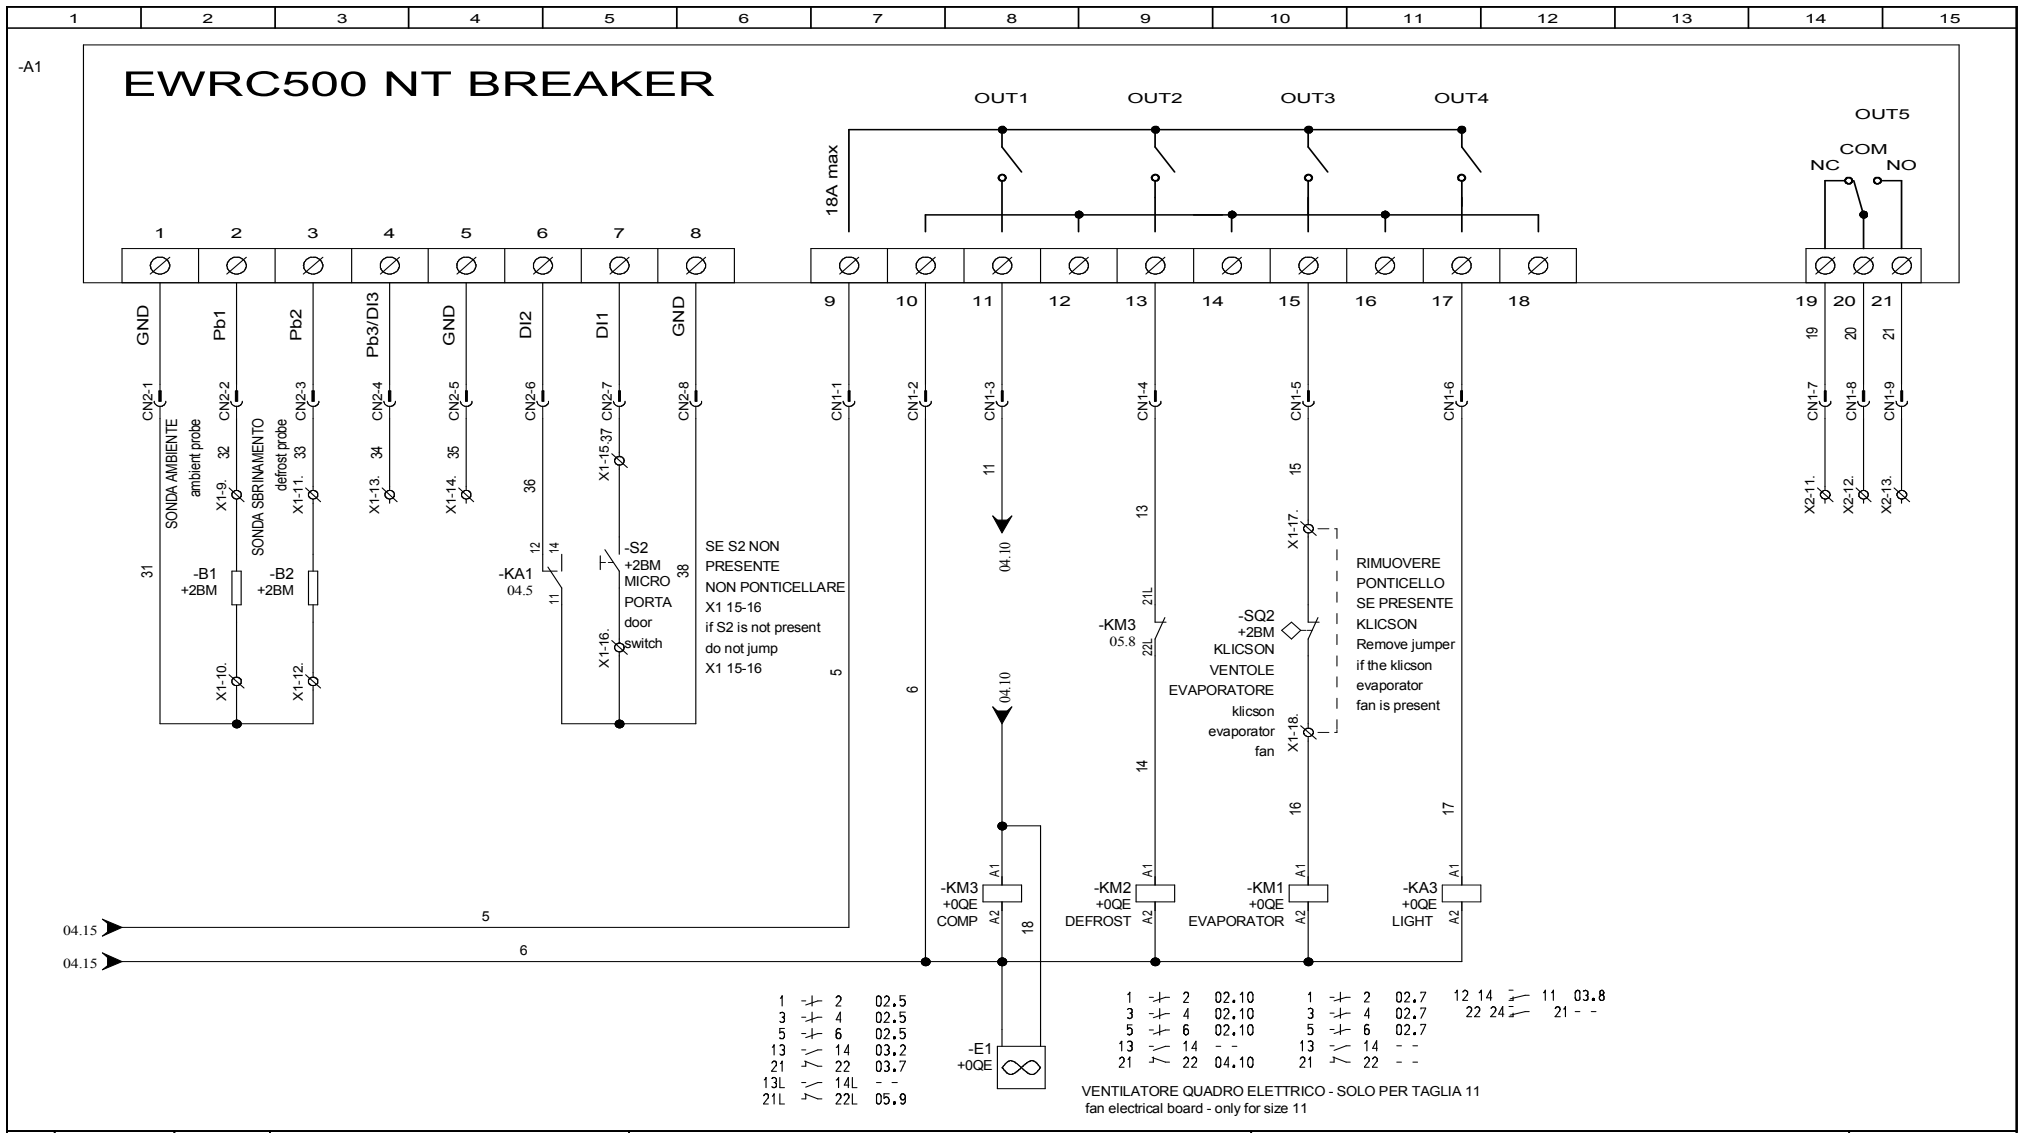 1 2 3 4 5 6 7 8 9 10 11 12 13 14 15
-A1
EWRC500 NT BREAKER
OUT1 OUT2 OUT3 OUT4
OUT5
COM
NC NO
18A max
1 2 3 4 5 6 7 8
9 10 11 12 13 14 15 16 17 18 19 20 21
GND Pb1 Pb2 Pb3/DI3 GND DI2 DI1 GND
19 20 21
CN2-1 CN2-2 CN2-3 CN2-4 CN2-5 CN2-6 CN2-7 CN2-8
CN1-1 CN1-2 CN1-3 CN1-4 CN1-5 CN1-6 CN1-7 CN1-8 CN1-9
SONDA AMBIENTE
ambient probe
32
SONDA SBRINAMENTO
defrost probe
33 34 35 36 37
X1-9. X1-11. X1-13. X1-14. X1-15.
11 13 15
X2-11. X2-12. X2-13.
X1-17.
31
-B1
+2BM
-B2
+2BM
X1-10. X1-12.
12 14
-KA1
04.5
11
-S2
+2BM
MICRO
PORTA
door
switch
X1-16.
38
SE S2 NON
PRESENTE
NON PONTICELLARE
X1 15-16
if S2 is not present
do not jump
X1 15-16
5
6
04.10
04.10
21L
-KM3
05.8
22L
14
-SQ2
+2BM
KLICSON
VENTOLE
EVAPORATORE
klicson
evaporator
fan
X1-18.
RIMUOVERE
PONTICELLO
SE PRESENTE
KLICSON
Remove jumper
if the klicson
evaporator
fan is present
16 17
A1 A1 A1 A1
-KM3
+0QE
COMP
A2
18
-KM2
+0QE
DEFROST
A2
-KM1
+0QE
EVAPORATOR
A2
-KA3
+0QE
LIGHT
A2
04.15 5
04.15 6
1 2 02.5
3 4 02.5
5 6 02.5
13 14 03.2
21 22 03.7
13L 14L - -
21L 22L 05.9
-E1
+0QE
1 2 02.10
3 4 02.10
5 6 02.10
13 14 - -
21 22 04.10
1 2 02.7
3 4 02.7
5 6 02.7
13 14 - -
21 22 - -
12 14 11 03.8
22 24 21 - -
VENTILATORE QUADRO ELETTRICO - SOLO PER TAGLIA 11
fan electrical board - only for size 11